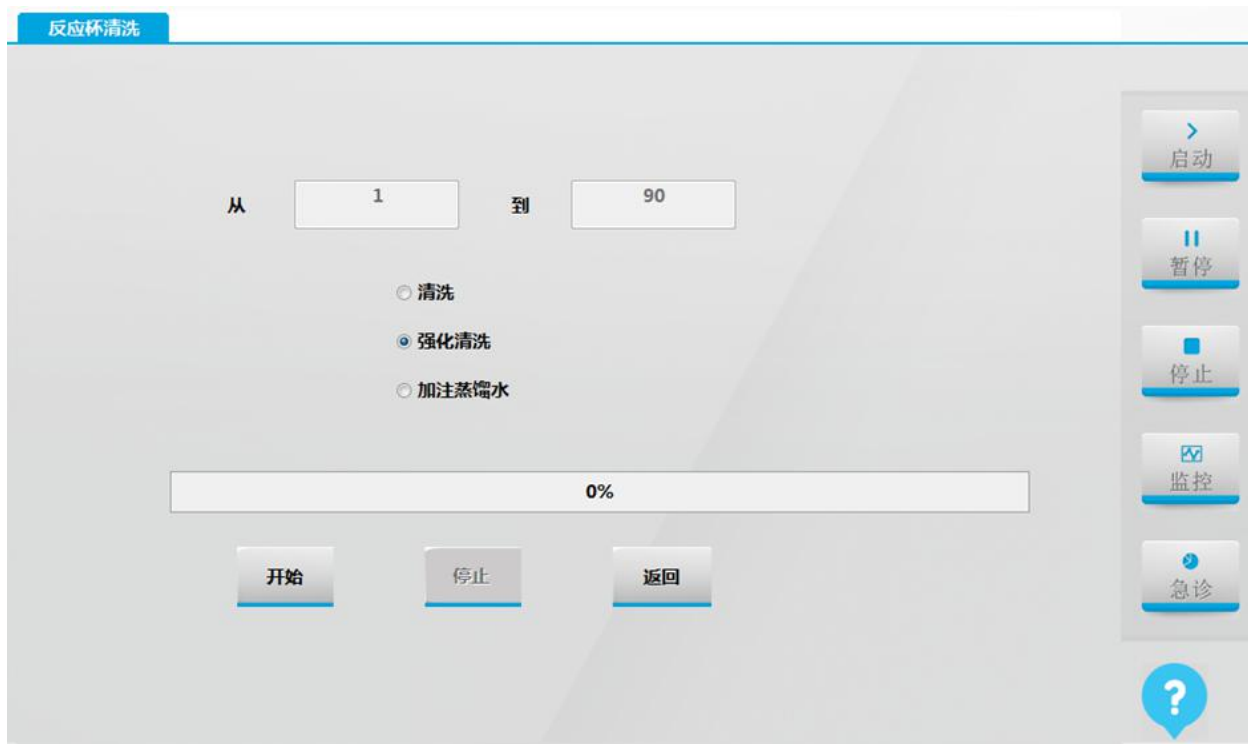 反应杯清洗
从 1 到 90
清洗
强化清洗
加注蒸馏水
0%
开始 停止 返回
启动
暂停
停止
监控
急诊
?